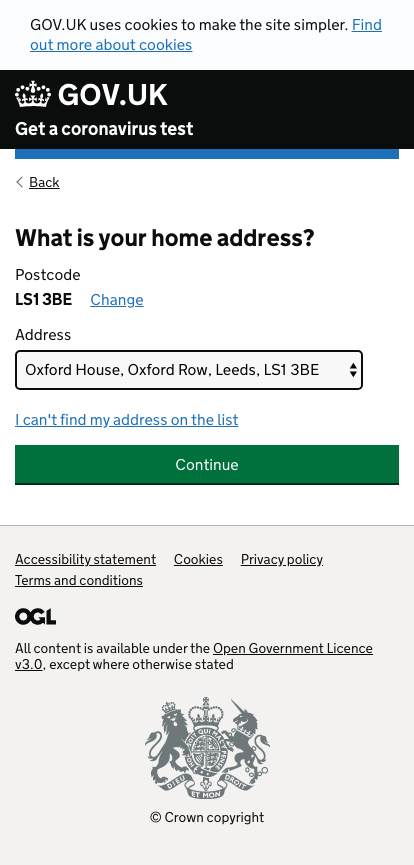 GOV.UK uses cookies to make the site simpler. Find
out more about cookies
GOV.UK
Get a coronavirus test
Back
What is your home address?
Postcode
LS1 3BE Change
Address
Oxford House, Oxford Row, Leeds, LS1 3BE
I can't find my address on the list
Continue
Accessibility statement Cookies Privacy policy
Terms and conditions
OGL
All content is available under the Open Government Licence
v3.0, except where otherwise stated
DIEU ET MON DROIT
© Crown copyright